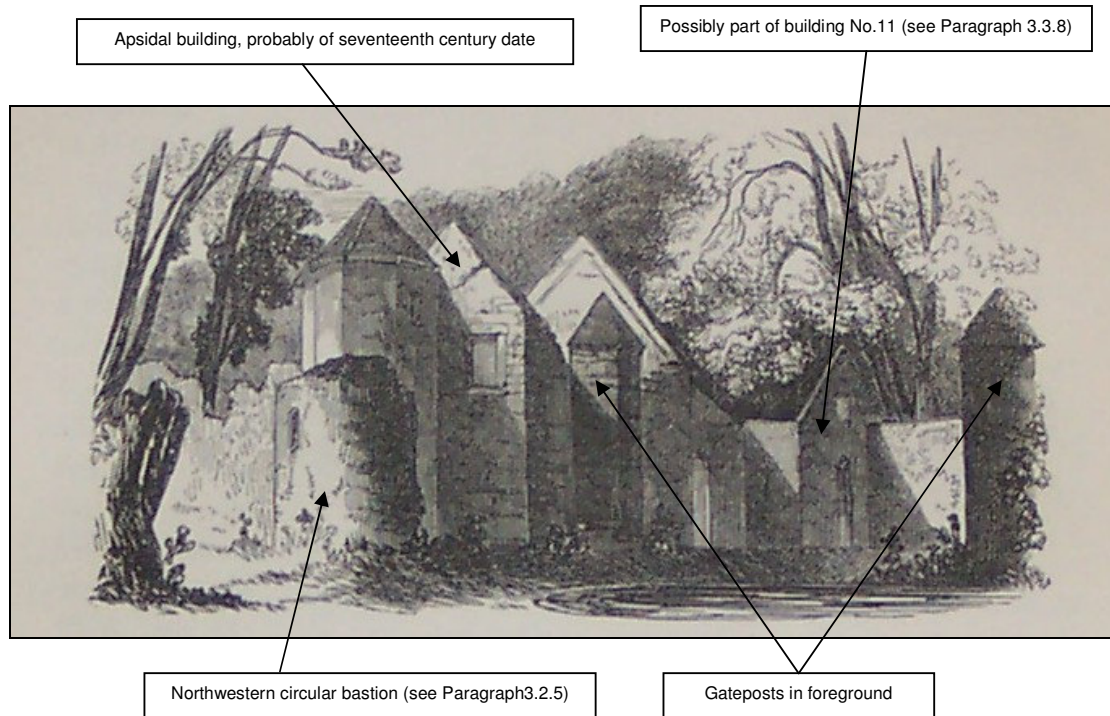 Apsidal building, probably of seventeenth century date
Possibly part of building No.11 (see Paragraph 3.3.8)
Northwestern circular bastion (see Paragraph3.2.5)
Gateposts in foreground